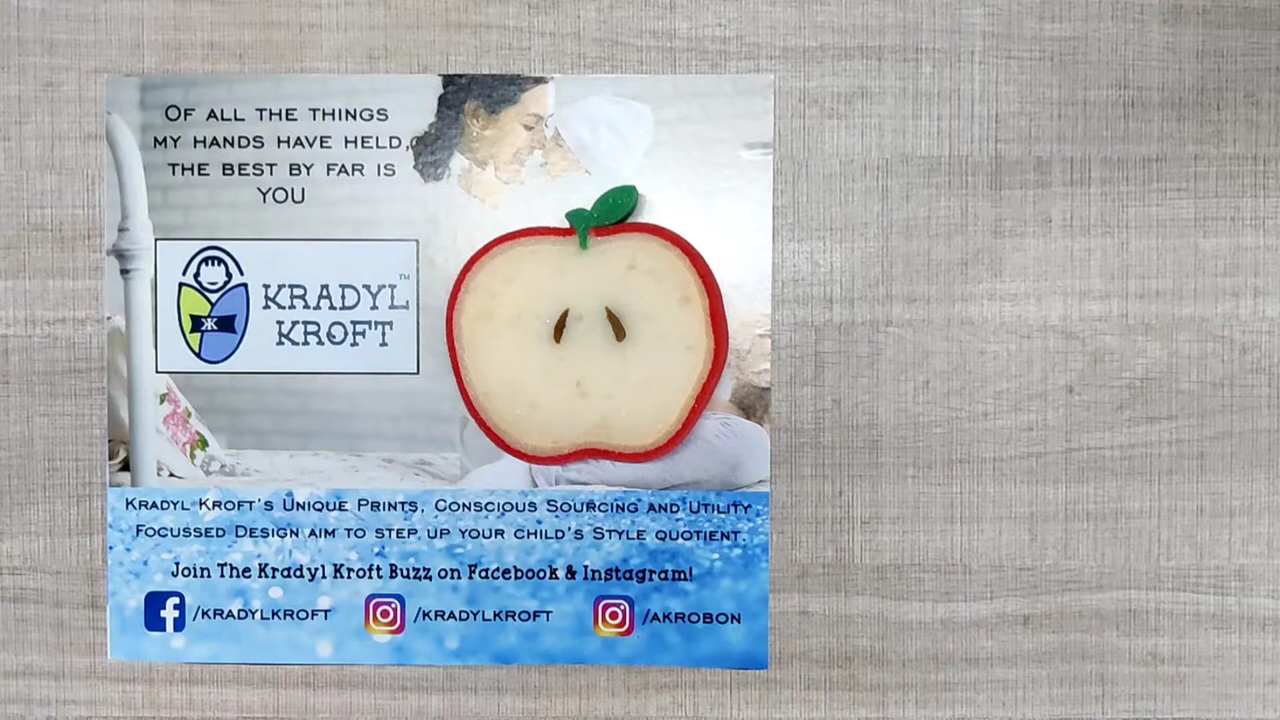 OF ALL THE THINGS
MY HANDS HAVE HELD,
THE BEST BY FAR IS
YOU
KRADYL™
KROFT
Ж
KRADYL KROFT'S UNIQUE PRINTS, CONSCIOUS SOURCING AND UTILITY
FOCUSSED DESIGN AIM TO STEP UP YOUR CHILD'S STYLE QUOTIENT.
Join The Kradyl Kroft Buzz on Facebook & Instagram!
/KRADYLKROFT /KRADYLKROFT /AKROBON